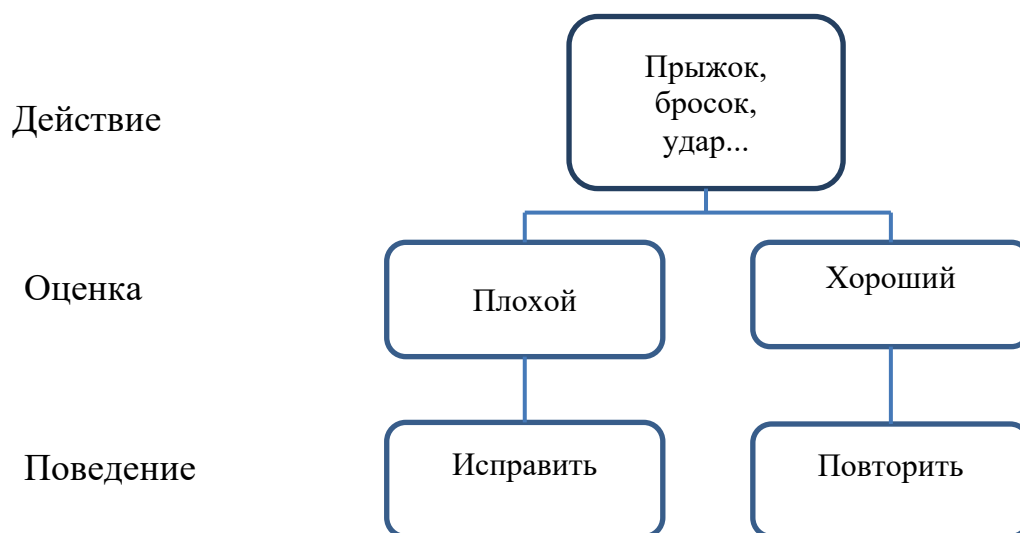 Прыжок,
бросок,
удар...
Действие
Оценка
Плохой
Хороший
Поведение
Исправить
Повторить